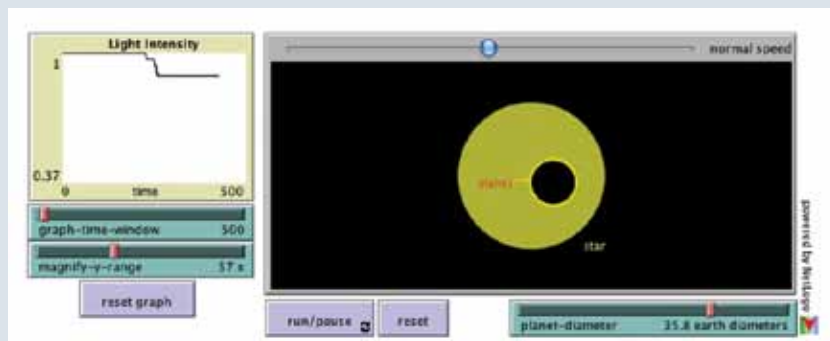 Light Intensity
1
0.37
0 time 500
graph-time-window 500
magnify-y-range 57 x
reset graph
normal speed
planet
star
run/pause
reset
planet-diameter 35.8 earth diameters
powered by NetLogo